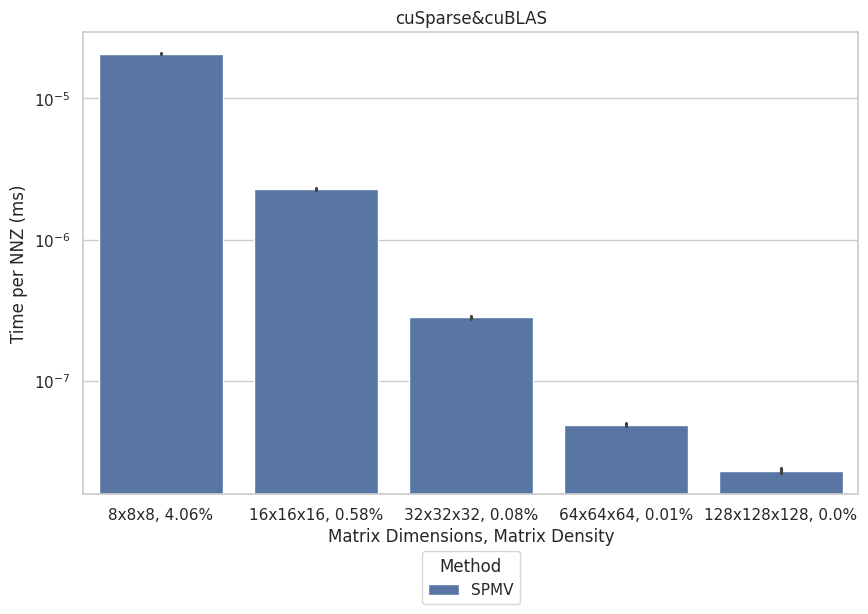 cuSparse&cuBLAS
Time per NNZ (ms)
10⁻⁵
10⁻⁶
10⁻⁷
8x8x8, 4.06%
16x16x16, 0.58%
32x32x32, 0.08%
64x64x64, 0.01%
128x128x128, 0.0%
Matrix Dimensions, Matrix Density
Method
SPMV